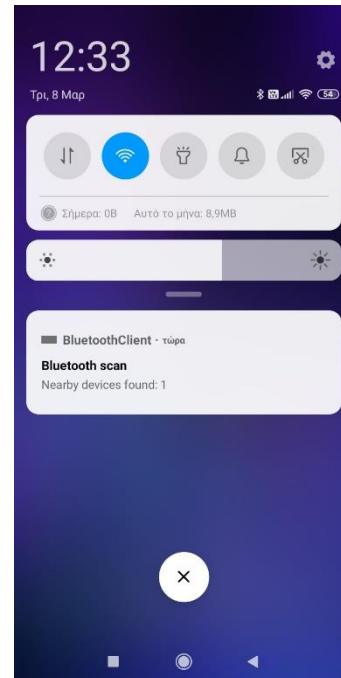 12:33
Τρι, 8 Μαρ
54
Σήμερα: 0B Αυτό το μήνα: 8,9MB
BluetoothClient · τώρα
Bluetooth scan
Nearby devices found: 1